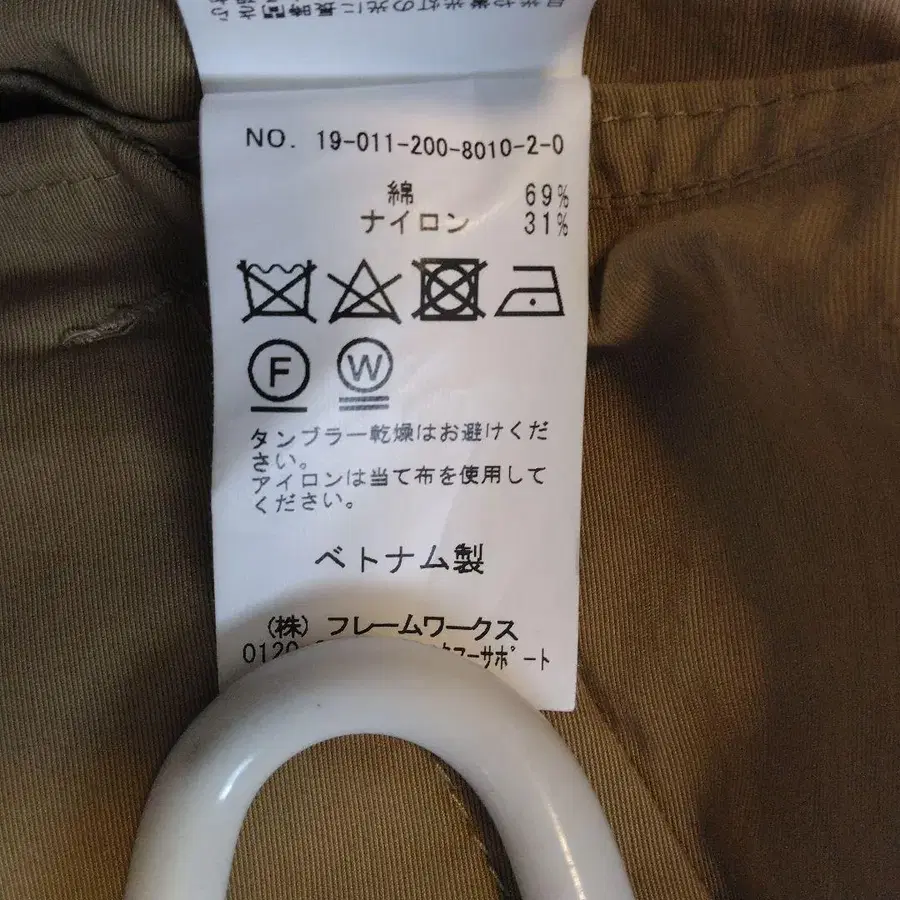 NO. 19-011-200-8010-2-0
綿 69%
ナイロン 31%
F W
タンブラー乾燥はお避けくだ
さい。
アイロンは当て布を使用して
ください。
ベトナム製
(株) フレームワークス
0120
ーサポート